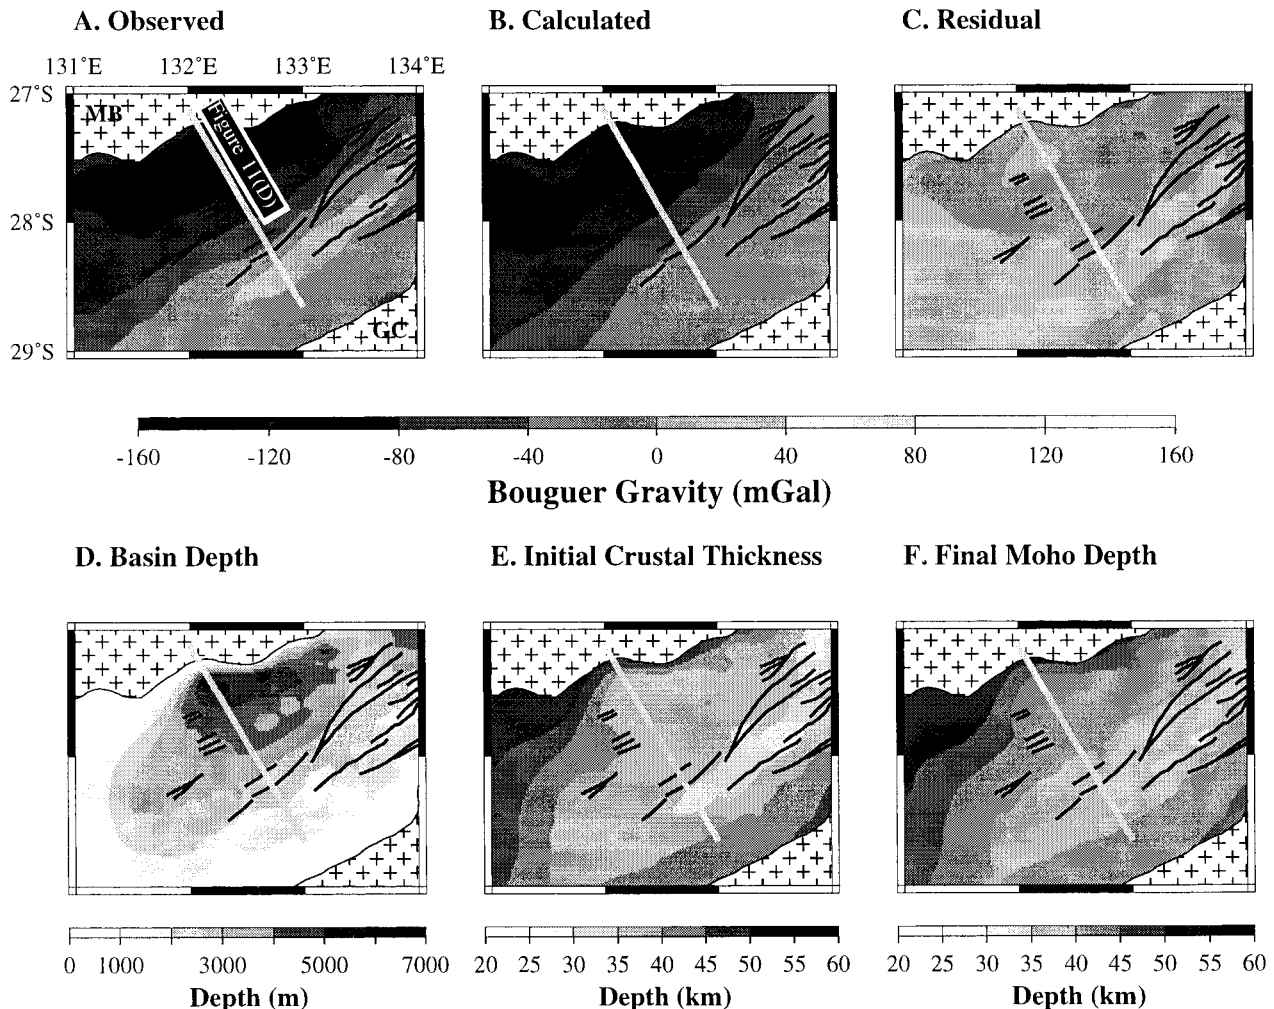 A. Observed
B. Calculated
C. Residual
131°E 132°E 133°E 134°E
27°S
MB
Figure 11(D)
28°S
GC
29°S
-160 -120 -80 -40 0 40 80 120 160
Bouguer Gravity (mGal)
D. Basin Depth
E. Initial Crustal Thickness
F. Final Moho Depth
0 1000 3000 5000 7000
Depth (m)
20 25 30 35 40 45 50 55 60
Depth (km)
20 25 30 35 40 45 50 55 60
Depth (km)